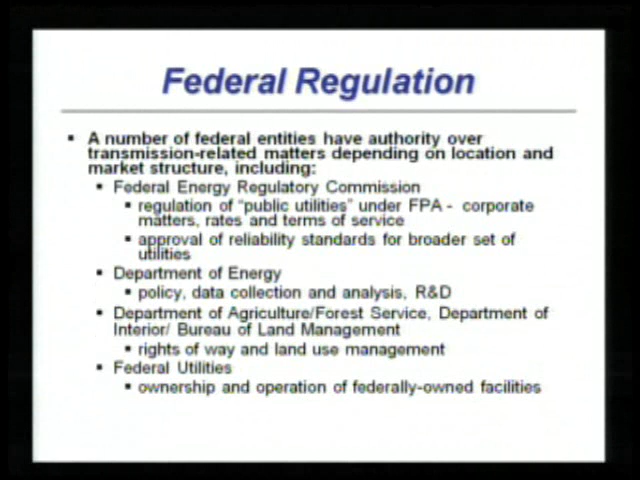 Federal Regulation
▪ A number of federal entities have authority over
transmission-related matters depending on location and
market structure, including:
▪ Federal Energy Regulatory Commission
▪ regulation of "public utilities" under FPA - corporate
matters, rates and terms of service
▪ approval of reliability standards for broader set of
utilities
▪ Department of Energy
▪ policy, data collection and analysis, R&D
▪ Department of Agriculture/Forest Service, Department of
Interior/ Bureau of Land Management
▪ rights of way and land use management
▪ Federal Utilities
▪ ownership and operation of federally-owned facilities